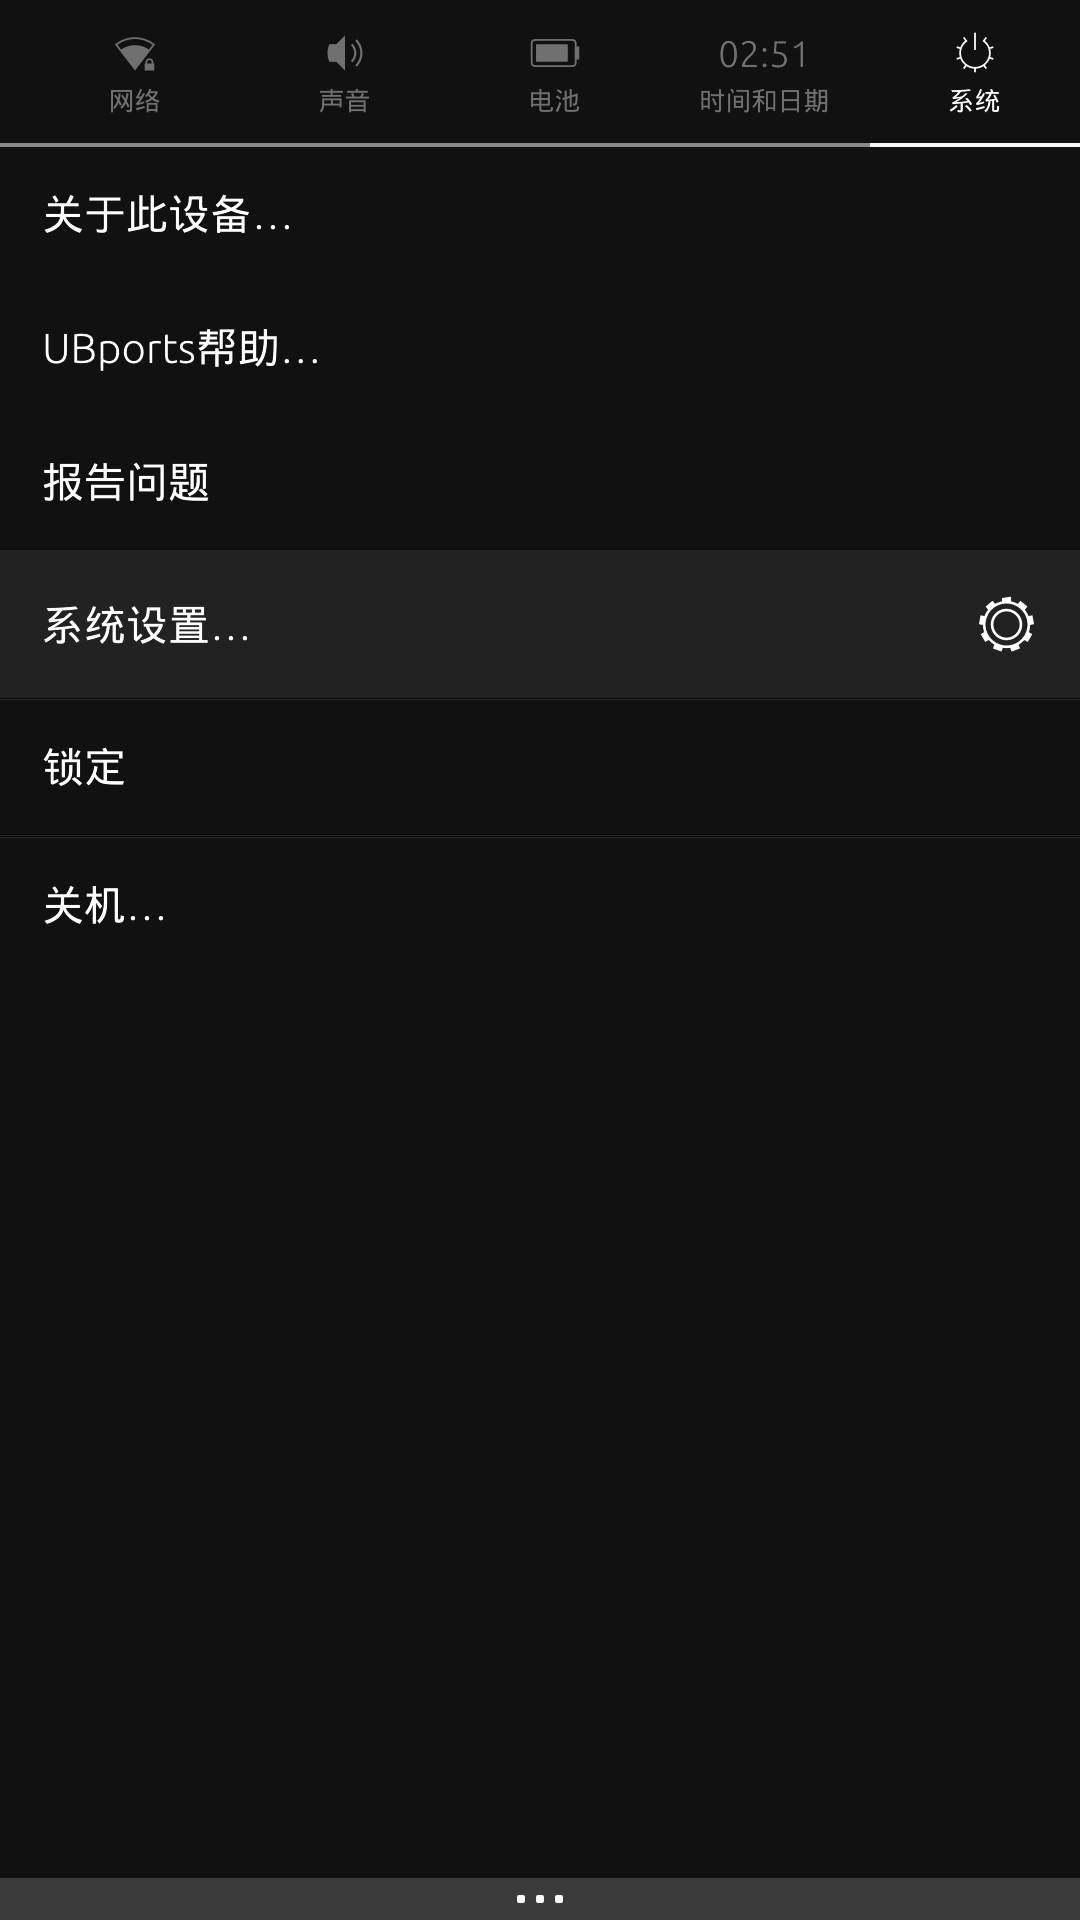 网络
声音
电池
02:51
时间和日期
系统
关于此设备...
UBports帮助...
报告问题
系统设置...
锁定
关机...